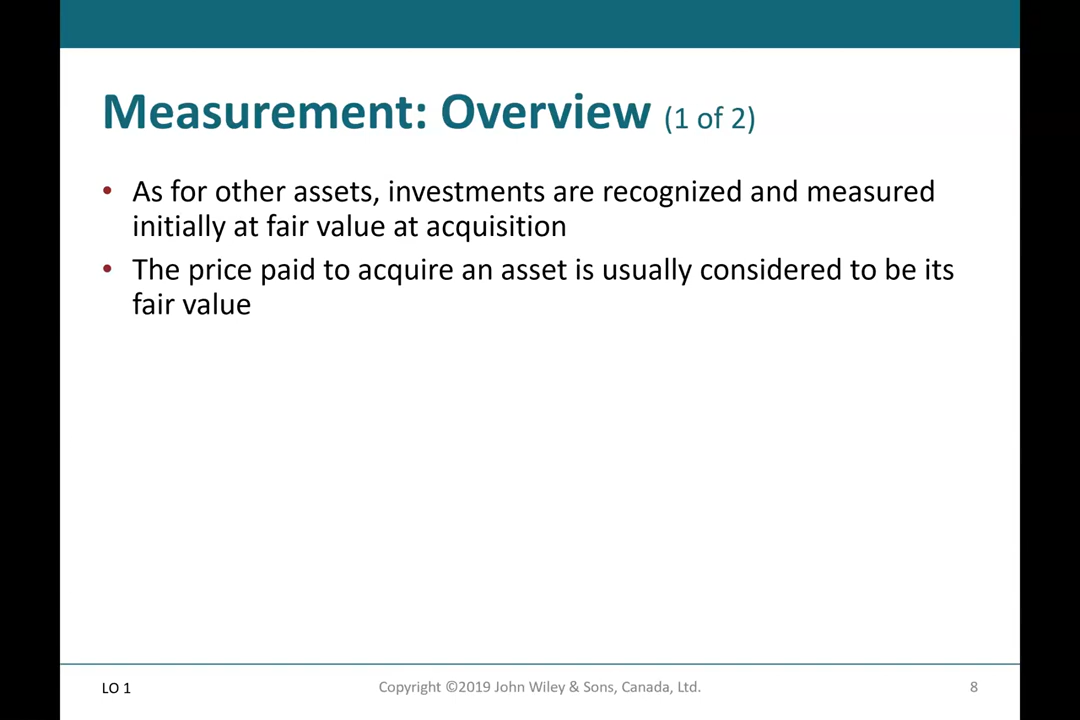 Measurement: Overview (1 of 2)
• As for other assets, investments are recognized and measured
initially at fair value at acquisition
• The price paid to acquire an asset is usually considered to be its
fair value
LO 1
Copyright ©2019 John Wiley & Sons, Canada, Ltd.
8